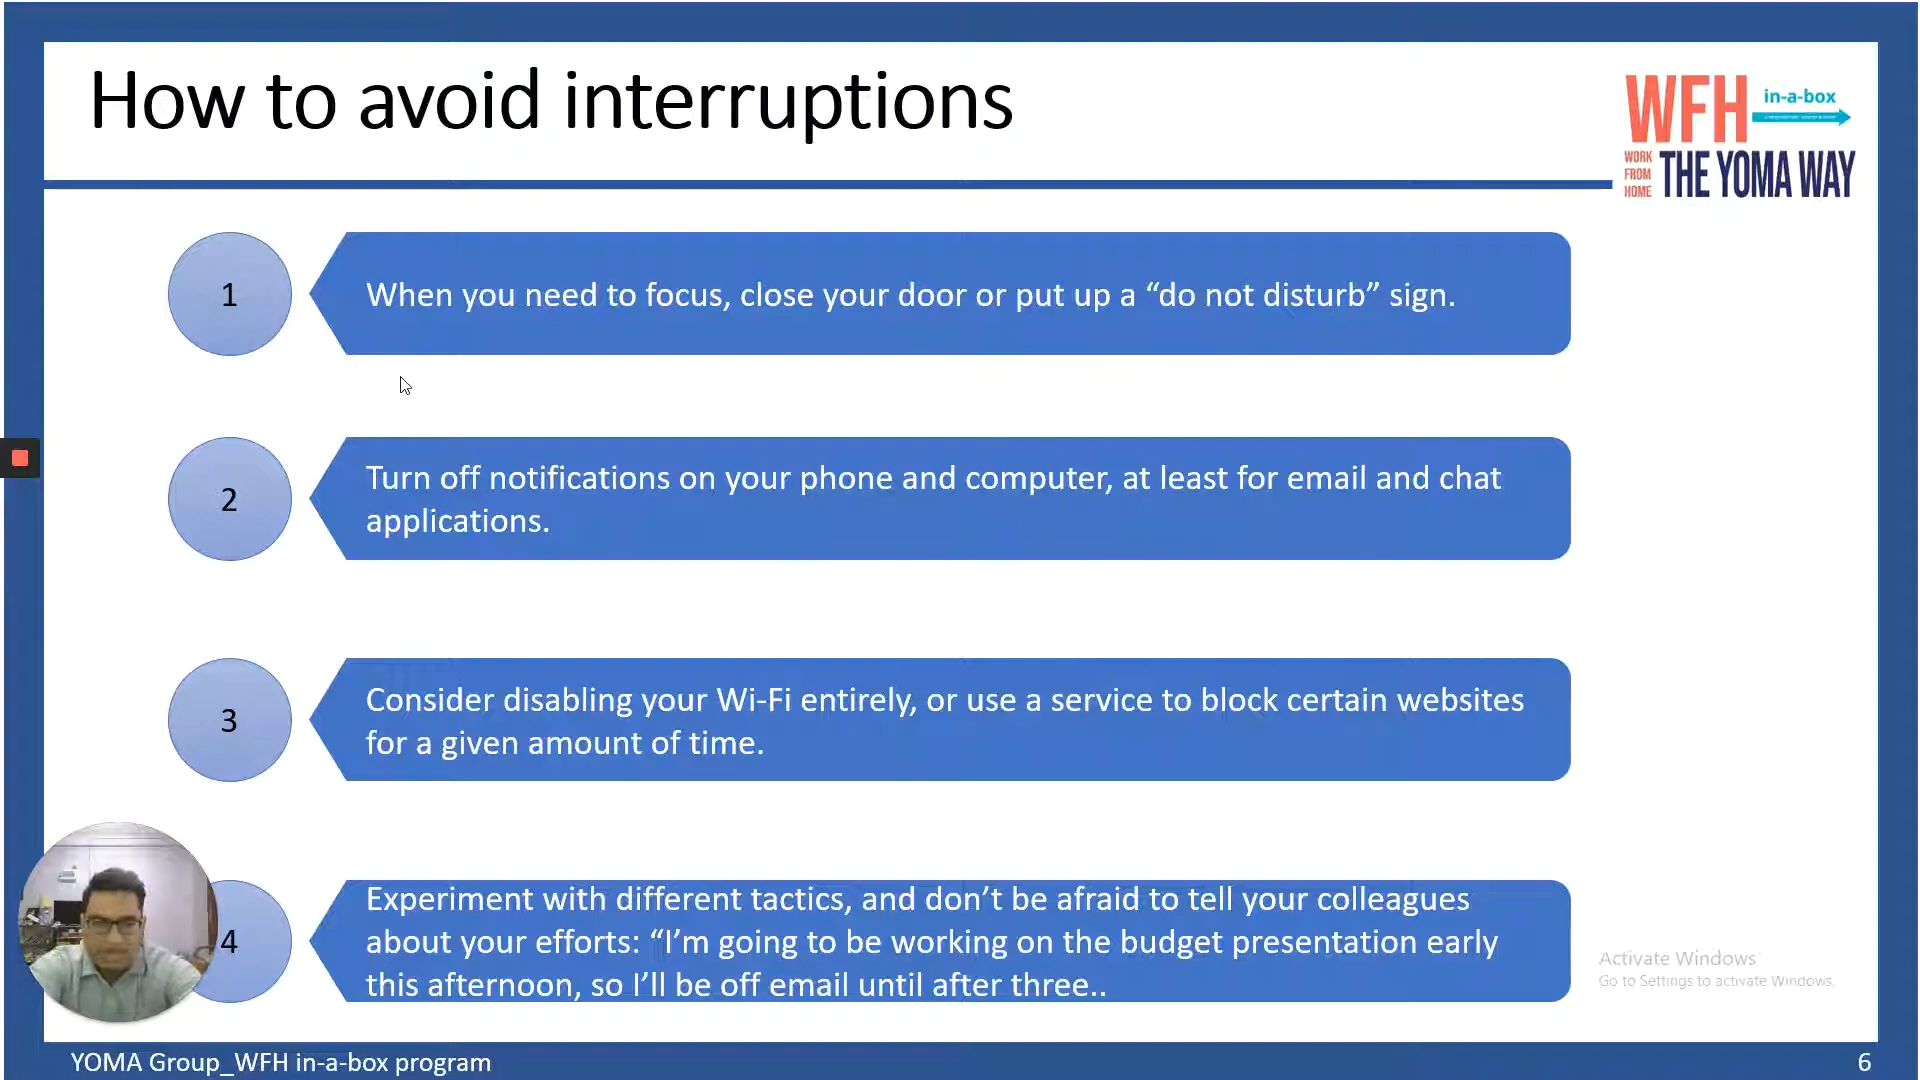 How to avoid interruptions
WFH
in-a-box
WORK
FROM
HOME
THE YOMA WAY
1
When you need to focus, close your door or put up a “do not disturb” sign.
2
Turn off notifications on your phone and computer, at least for email and chat
applications.
3
Consider disabling your Wi-Fi entirely, or use a service to block certain websites
for a given amount of time.
4
Experiment with different tactics, and don’t be afraid to tell your colleagues
about your efforts: “I’m going to be working on the budget presentation early
this afternoon, so I’ll be off email until after three..
Activate Windows
Go to Settings to activate Windows.
YOMA Group_WFH in-a-box program
6